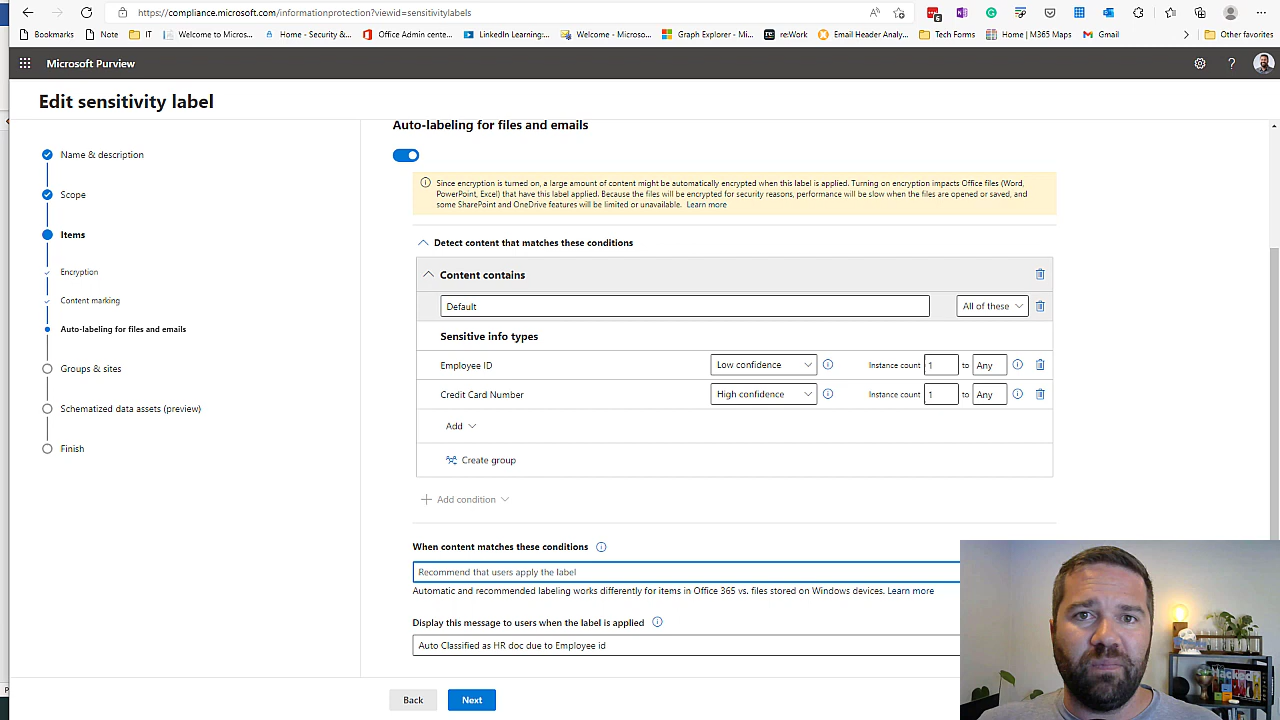 https://compliance.microsoft.com/informationprotection?viewid=sensitivitylabels
Bookmarks Note IT Welcome to Micros... Home - Security &... Office Admin cente... LinkedIn Learning:... Welcome - Microso... Graph Explorer - Mi... re:Work Email Header Analy... Tech Forms Home | M365 Maps Gmail Other favorites
Microsoft Purview
Edit sensitivity label
Name & description
Scope
Items
Encryption
Content marking
Auto-labeling for files and emails
Groups & sites
Schematized data assets (preview)
Finish
Auto-labeling for files and emails
Since encryption is turned on, a large amount of content might be automatically encrypted when this label is applied. Turning on encryption impacts Office files (Word,
PowerPoint, Excel) that have this label applied. Because the files will be encrypted for security reasons, performance will be slow when the files are opened or saved, and
some SharePoint and OneDrive features will be limited or unavailable. Learn more
Detect content that matches these conditions
Content contains
Default All of these
Sensitive info types
Employee ID Low confidence Instance count 1 to Any
Credit Card Number High confidence Instance count 1 to Any
Add
Create group
Add condition
When content matches these conditions
Recommend that users apply the label
Automatic and recommended labeling works differently for items in Office 365 vs. files stored on Windows devices. Learn more
Display this message to users when the label is applied
Auto Classified as HR doc due to Employee id
Back Next